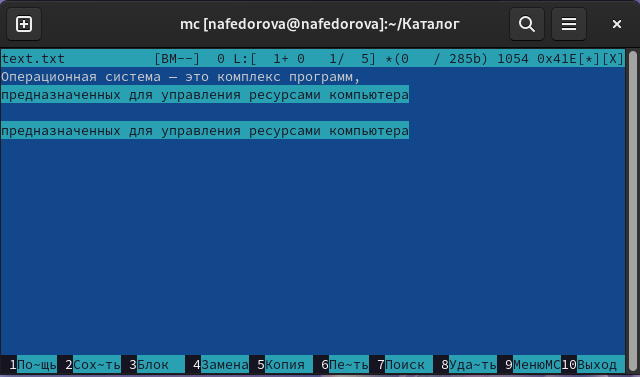 mc [nafedorova@nafedorova]:~/Каталог
text.txt [BM--] 0 L:[ 1+ 0 1/ 5] *(0 / 285b) 1054 0x41E[*][X]
Операционная система — это комплекс программ,
предназначенных для управления ресурсами компьютера
предназначенных для управления ресурсами компьютера
1По~щь 2Сох~ть 3Блок 4Замена 5Копия 6Пе~ть 7Поиск 8Уда~ть 9МенюМС10Выход